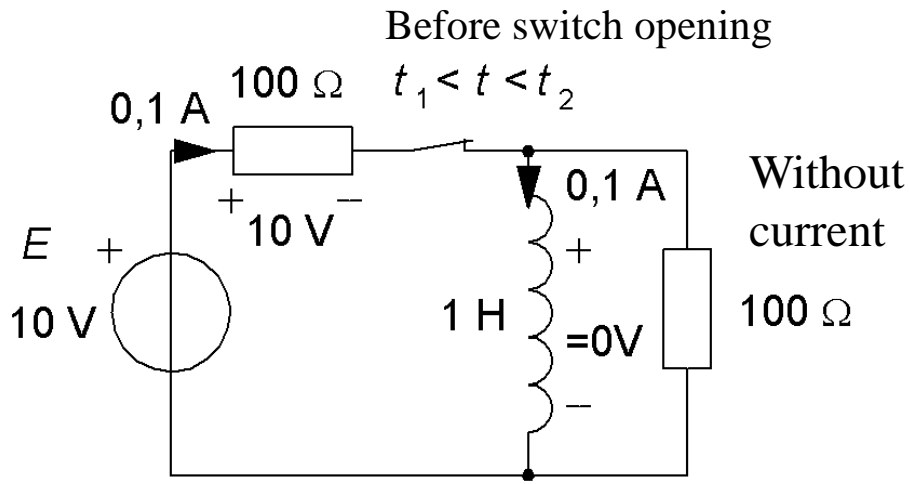 Before switch opening
100 Ω
t1 < t < t2
0,1 A
+ 10 V --
E +
10 V
0,1 A
+
1 H
=0V
--
Without
current
100 Ω